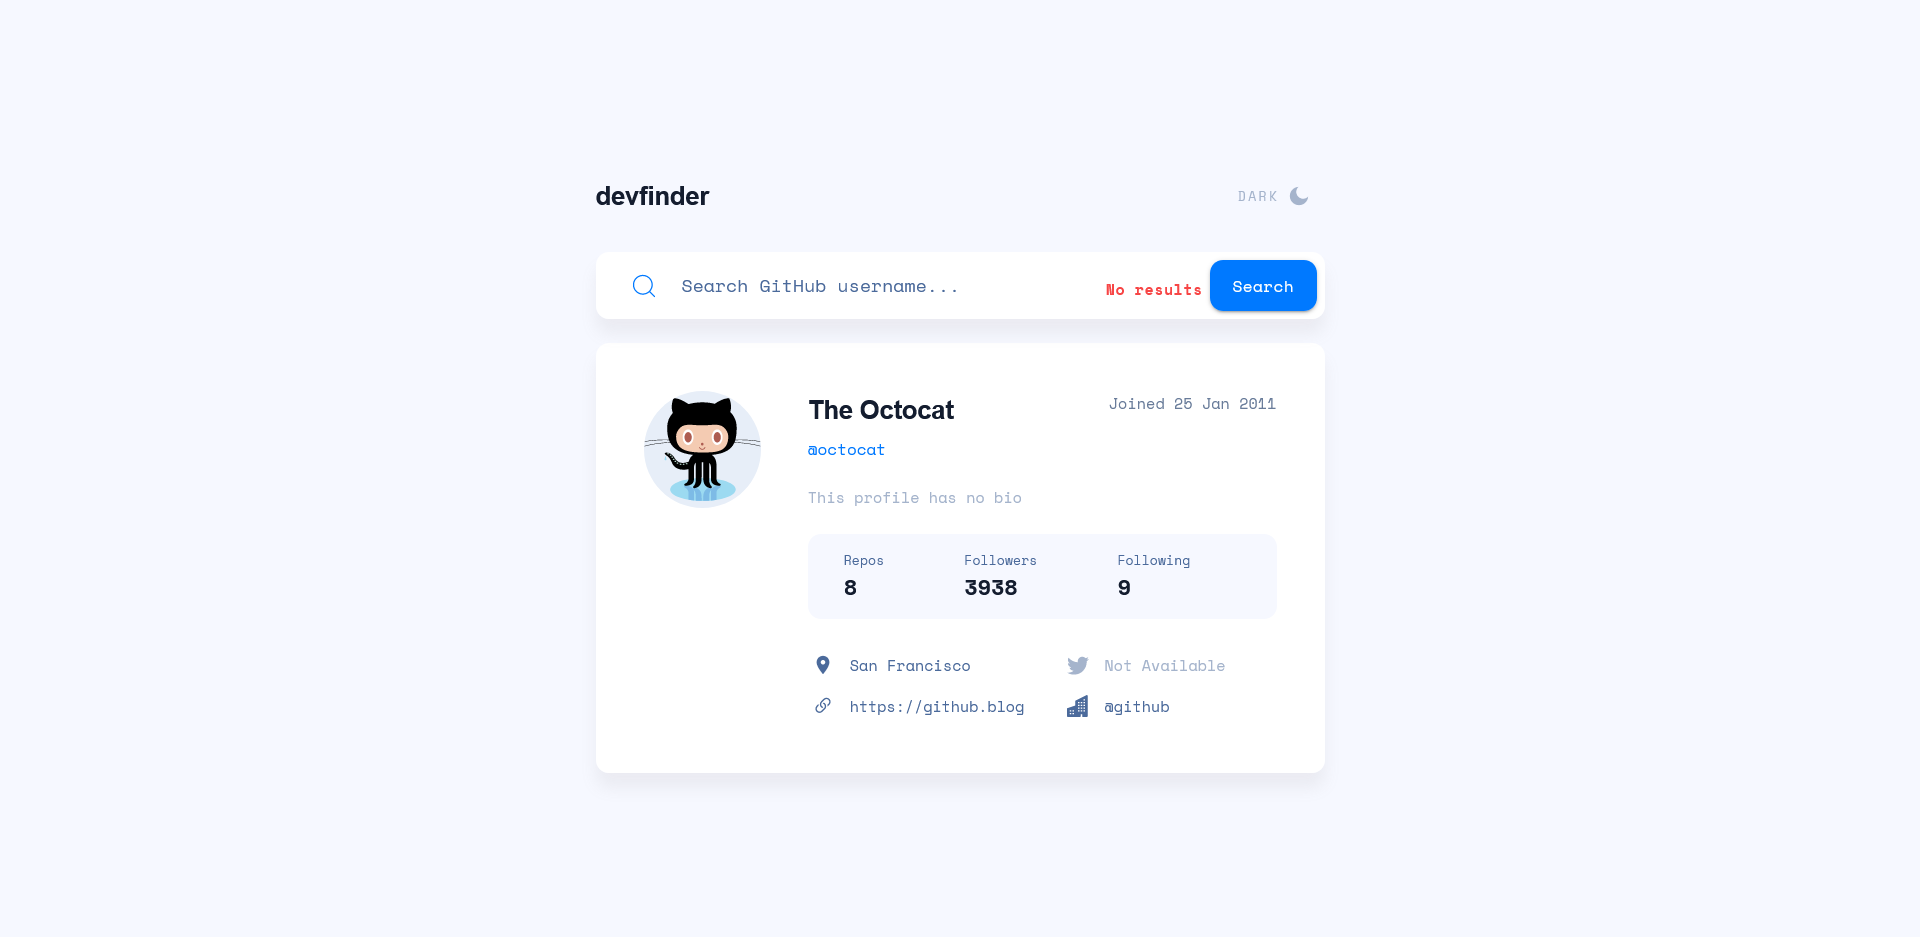 devfinder
DARK
Search GitHub username...
No results
Search
The Octocat
Joined 25 Jan 2011
@octocat
This profile has no bio
Repos
Followers
Following
8
3938
9
San Francisco
Not Available
https://github.blog
@github